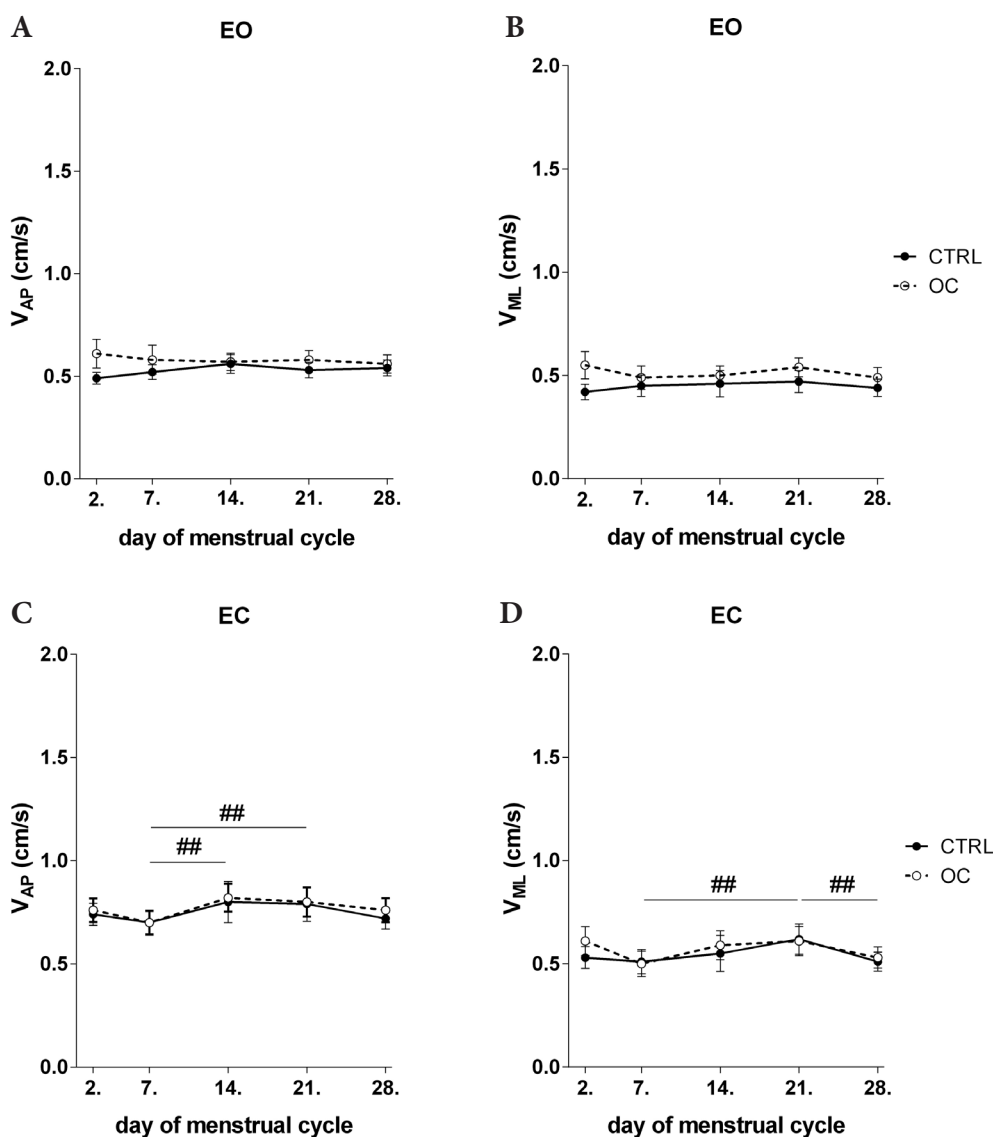 A
EO
2.0
1.5
1.0
0.5
0.0
V_AP (cm/s)
2. 7. 14. 21. 28.
day of menstrual cycle
B
EO
2.0
1.5
1.0
0.5
0.0
V_ML (cm/s)
2. 7. 14. 21. 28.
day of menstrual cycle
CTRL
OC
C
EC
2.0
1.5
1.0
0.5
0.0
V_AP (cm/s)
##
##
2. 7. 14. 21. 28.
day of menstrual cycle
D
EC
2.0
1.5
1.0
0.5
0.0
V_ML (cm/s)
## ##
2. 7. 14. 21. 28.
day of menstrual cycle
CTRL
OC